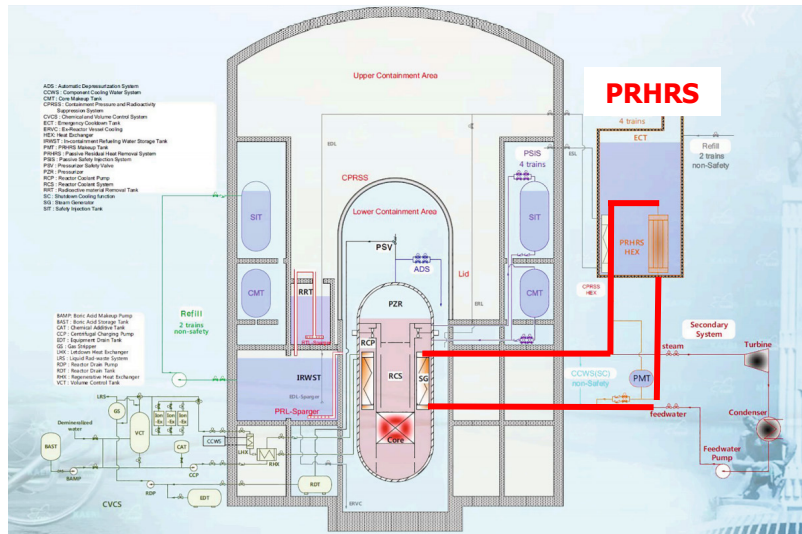 ADS : Automatic Depressurization System
CCWS : Component Cooling Water System
CMT : Core Makeup Tank
CPRSS : Containment Pressure and Radioactivity
Suppression System
CVCS : Chemical and Volume Control System
ECT : Emergency Cooldown Tank
ERVC : Ex-Reactor Vessel Cooling
HEX: Heat Exchanger
IRWST : In-containment Refueling Water Storage Tank
PMT : PRHRS Makeup Tank
PRHRS : Passive Residual Heat Removal System
PSIS : Passive Safety Injection System
PSV : Pressurizer Safety Valve
PZR : Pressurizer
RCP : Reactor Coolant Pump
RCS : Reactor Coolant System
RRT : Radioactive material Removal Tank
SC : Shutdown Cooling function
SG : Steam Generator
SIT : Safety Injection Tank
Upper Containment Area
PRHRS
4 trains
ECT
Refill
2 trains
non-Safety
EDL
ESL
PSIS
4 trains
CPRSS
Lower Containment Area
SIT
SIT
PSV
ADS
Lid
PRHRS
HEX
CPRSS
HEX
CMT
CMT
RRT
PZR
ERL
Refill
2 trains
non-safety
BAMP: Boric Acid Makeup Pump
BAST : Boric Acid Storage Tank
CAT : Chemical Additive Tank
CCP : Centrifugal Charging Pump
EDT : Equipment Drain Tank
GS : Gas Stripper
LHX : Letdown Heat Exchanger
LRS : Liquid Rad-waste System
RDP : Reactor Drain Pump
RDT : Reactor Drain Tank
RHX : Regenerative Heat Exchanger
VCT : Volume Control Tank
RCP
RCS
SG
Core
IRWST
EDL-Sparger
PRL-Sparger
steam
Secondary
System
Turbine
CCWS(SC)
non-Safety
PMT
feedwater
Condenser
Feedwater
Pump
LRS
Demineralized
water
GS
VCT
CAT
CCWS
LHX
RHX
BAST
BAMP
CCP
RDP
EDT
RDT
ERVC
CVCS